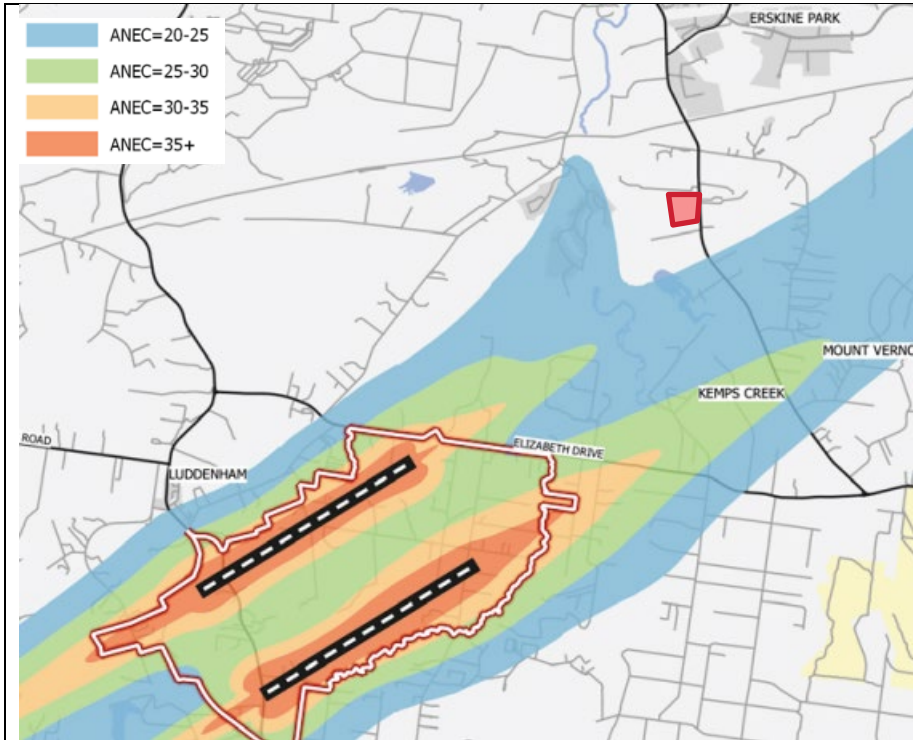 ANEC=20-25
ANEC=25-30
ANEC=30-35
ANEC=35+
ERSKINE PARK
MOUNT VERNO
KEMPS CREEK
ROAD
ELIZABETH DRIVE
LUDDENHAM